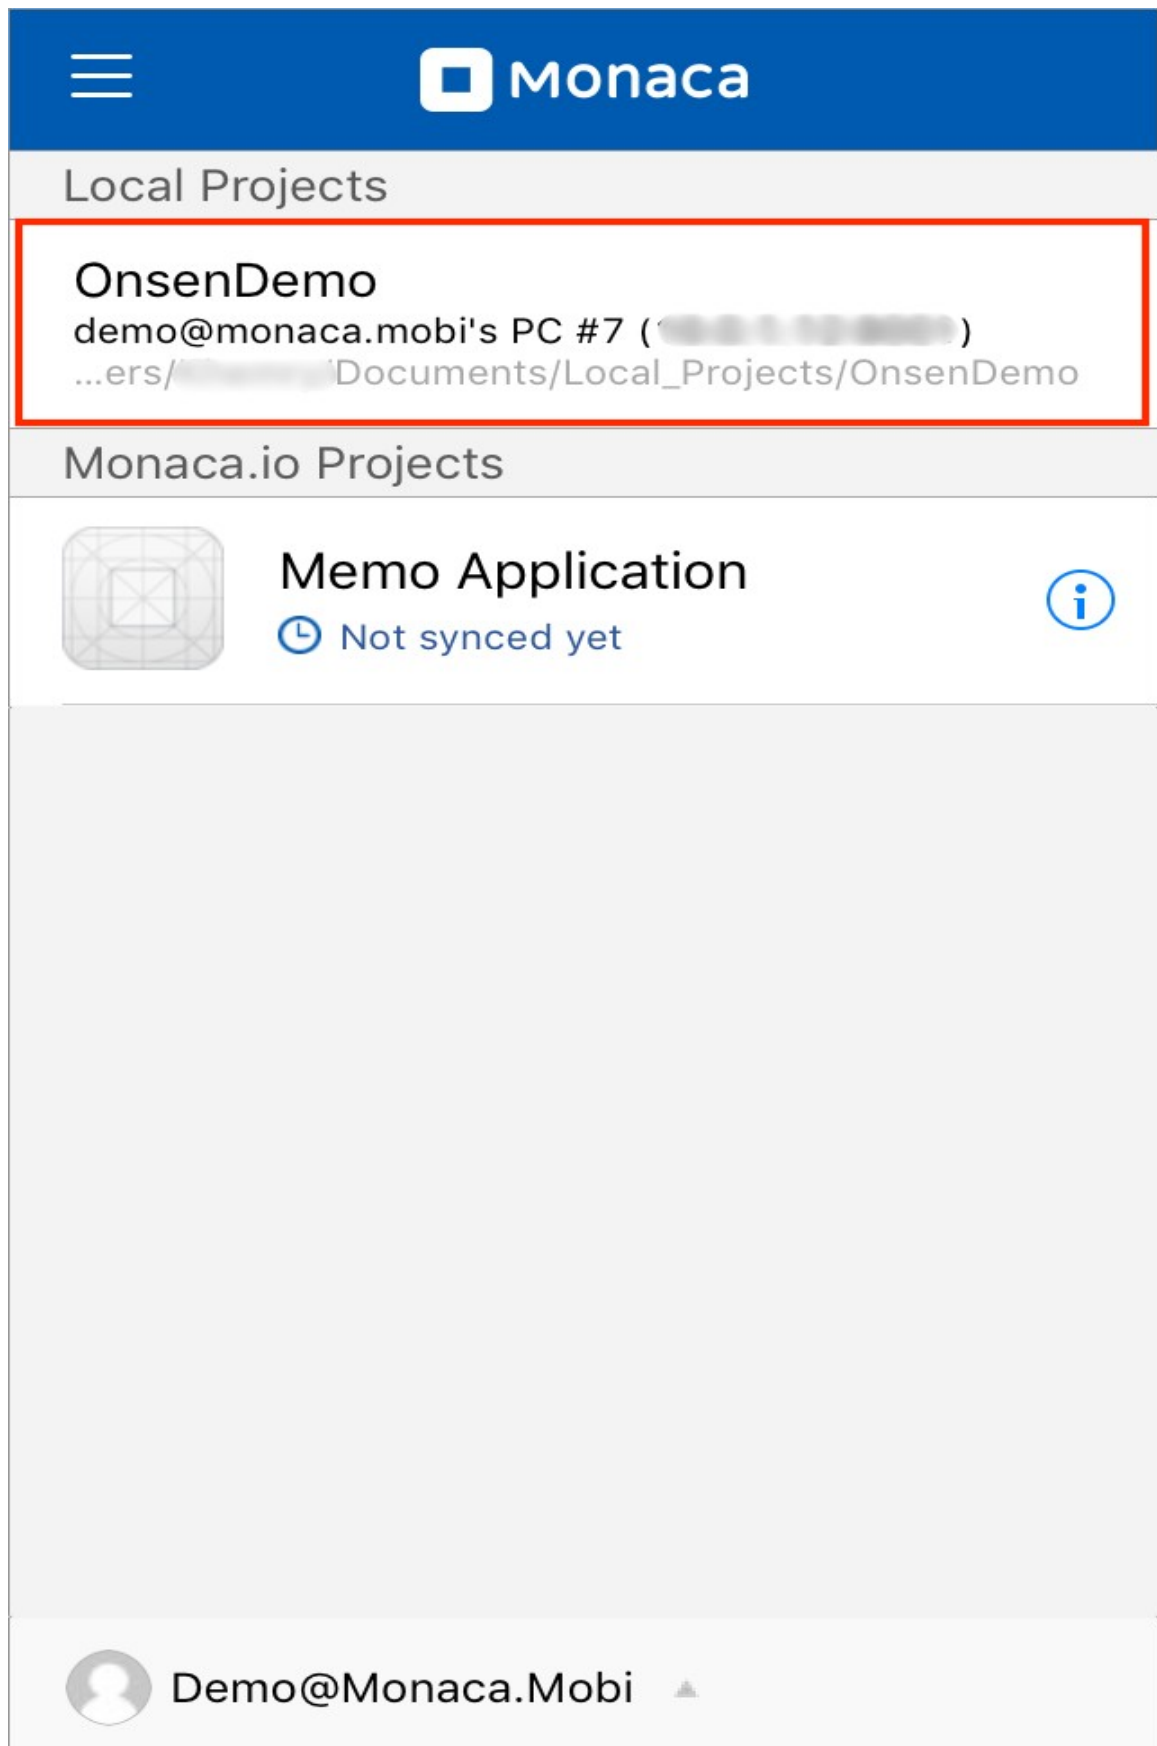 Monaca
Local Projects
OnsenDemo
demo@monaca.mobi's PC #7 ( )
...ers/ Documents/Local_Projects/OnsenDemo
Monaca.io Projects
Memo Application
Not synced yet
Demo@Monaca.Mobi